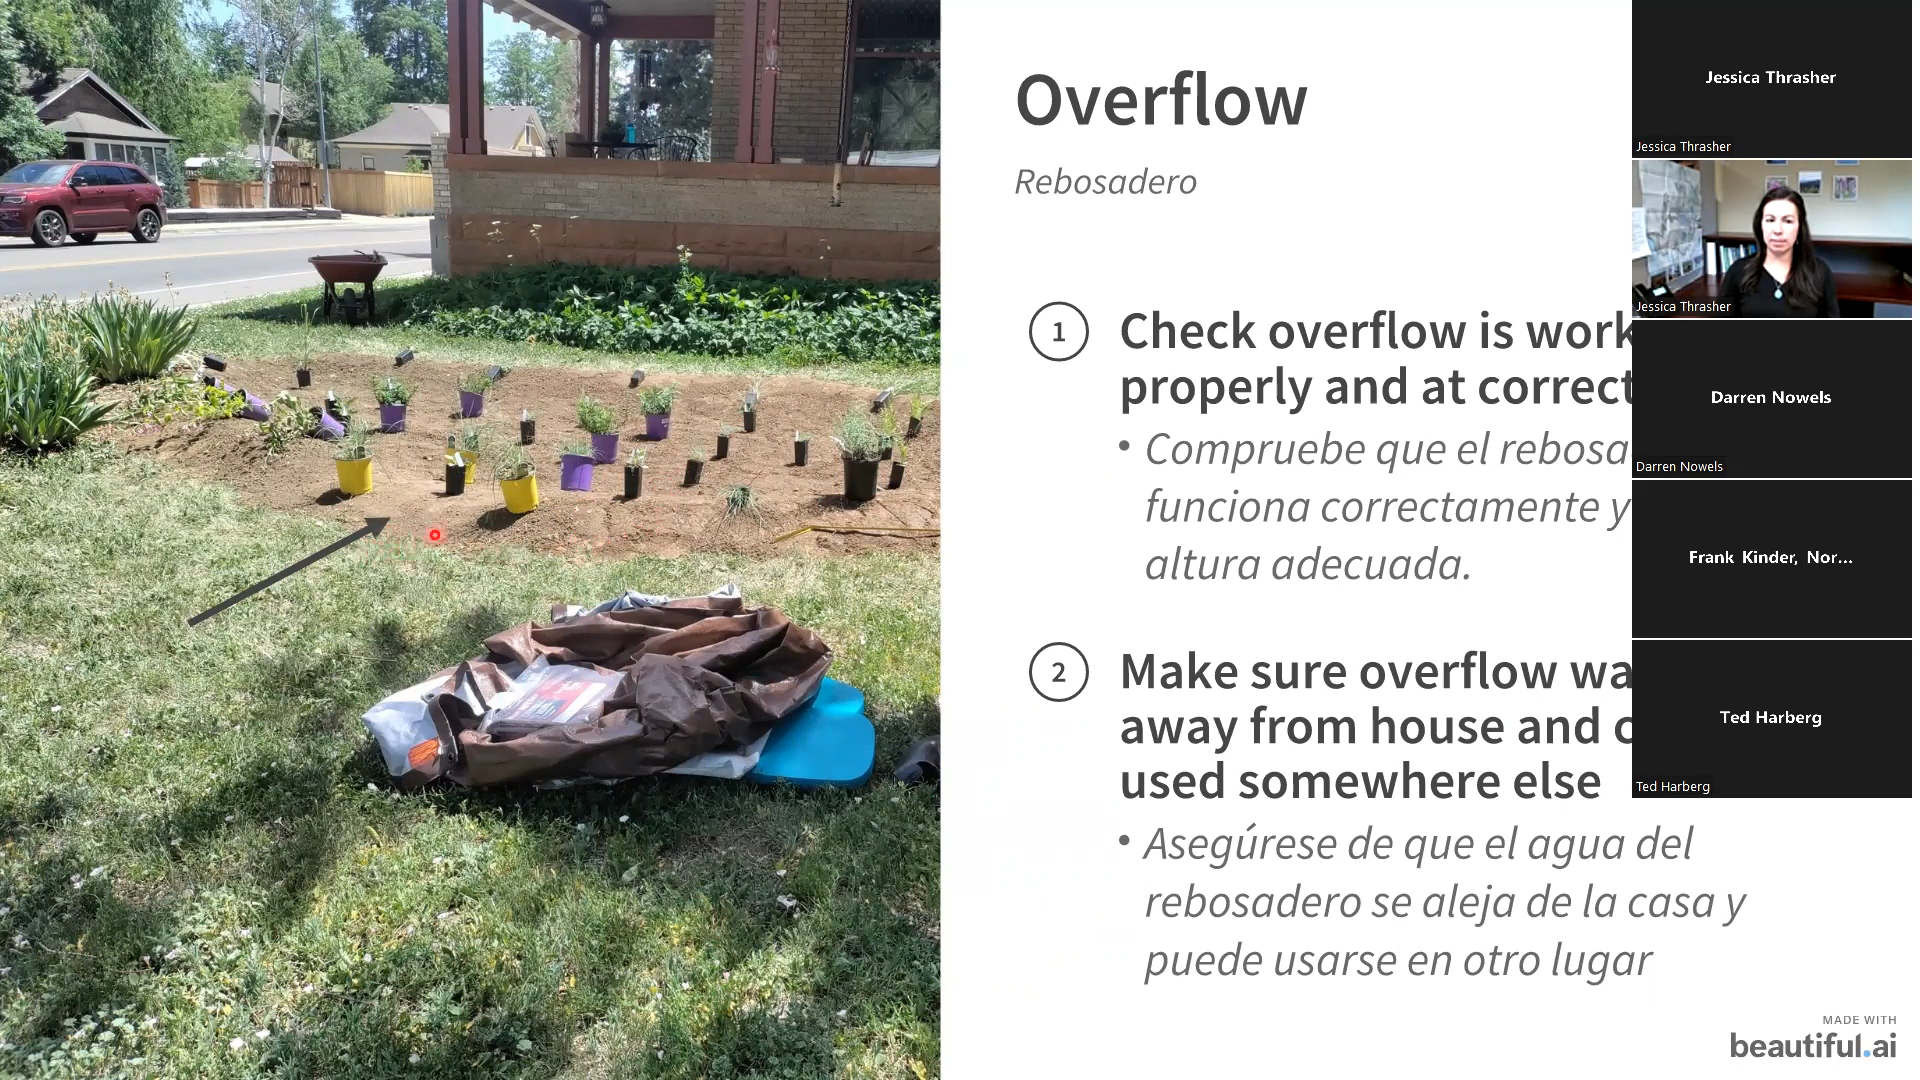 Overflow
Rebosadero
1
Check overflow is work
properly and at correct
• Compruebe que el rebosa
funciona correctamente y
altura adecuada.
2
Make sure overflow wa
away from house and c
used somewhere else
• Asegúrese de que el agua del
rebosadero se aleja de la casa y
puede usarse en otro lugar
MADE WITH
beautiful.ai
Jessica Thrasher
Jessica Thrasher
Jessica Thrasher
Darren Nowels
Darren Nowels
Frank Kinder, Nor...
Ted Harberg
Ted Harberg